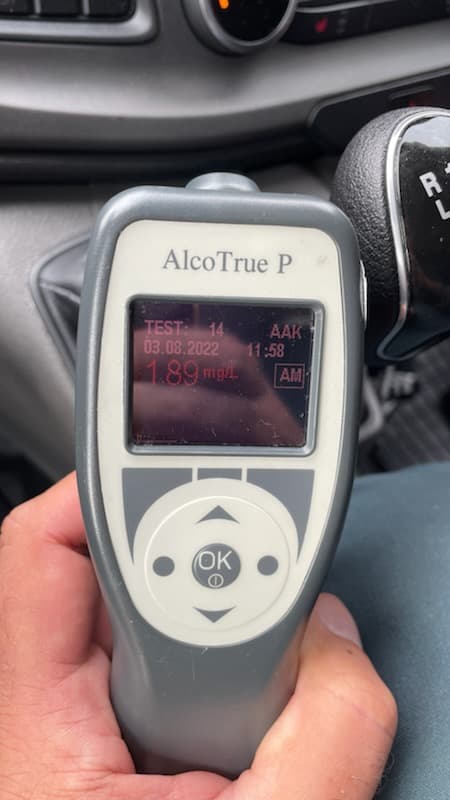 AlcoTrue P
TEST: 14 AAK
03.08.2022 11:58
1.89 mg/L AM
OK
R
L